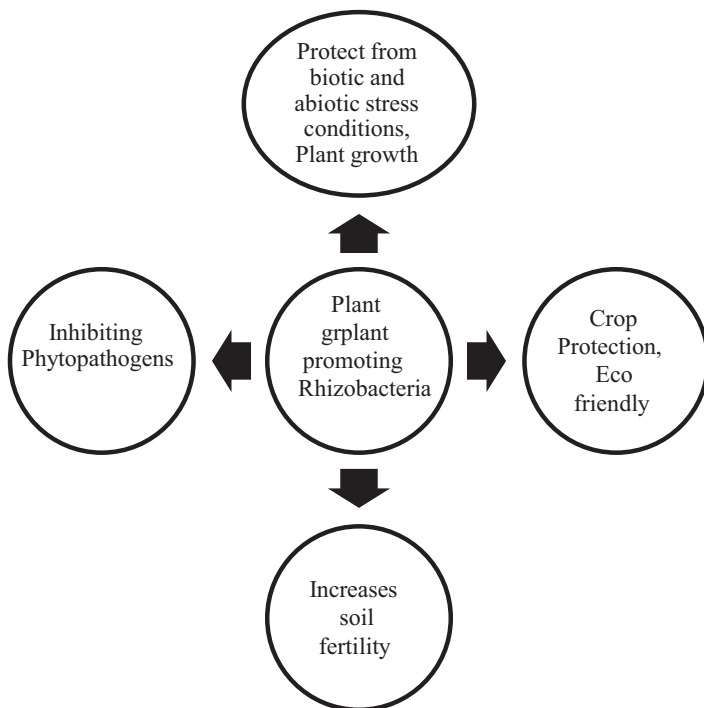 Protect from
biotic and
abiotic stress
conditions,
Plant growth
Inhibiting
Phytopathogens
Plant
grplant
promoting
Rhizobacteria
Crop
Protection,
Eco
friendly
Increases
soil
fertility